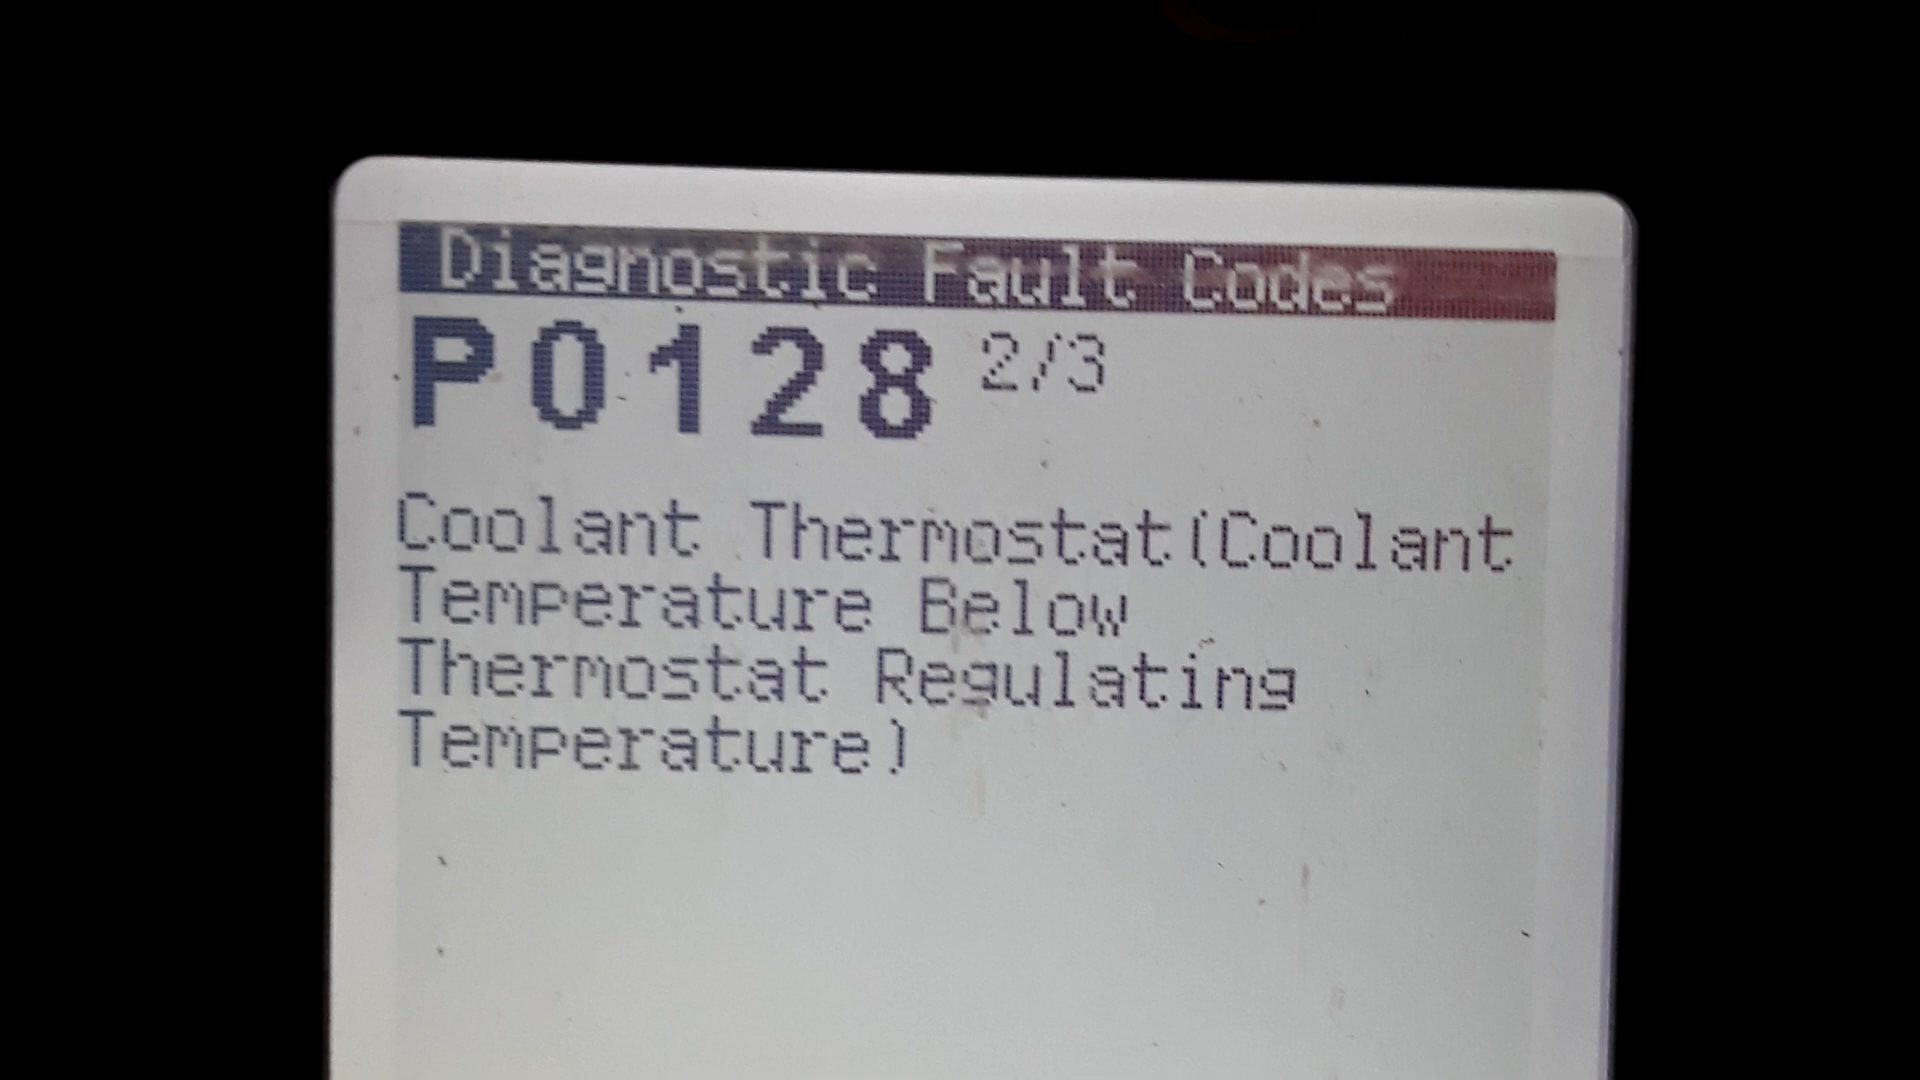 Diagnostic Fault Codes
P0128 2/3
Coolant Thermostat(Coolant
Temperature Below
Thermostat Regulating
Temperature)